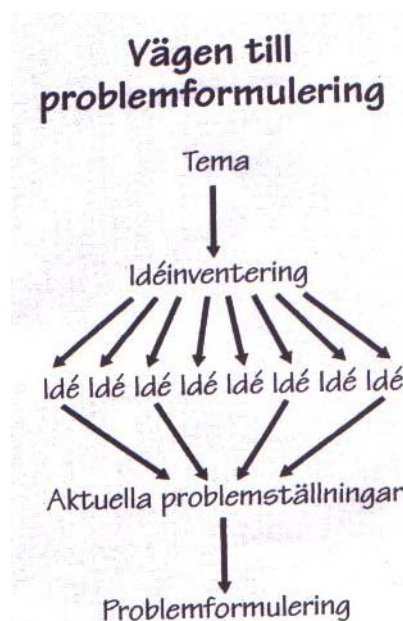 Vägen till
problemformulering
Tema
Idéinventering
Idé Idé Idé Idé Idé Idé Idé Idé
Aktuella problemställningar
Problemformulering